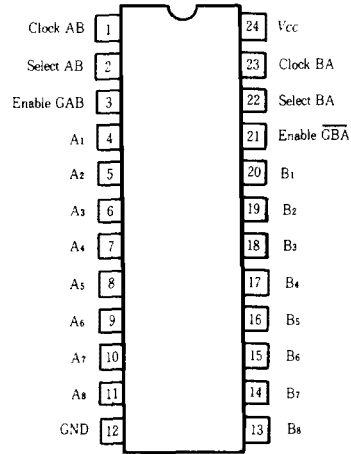 Clock AB 1 24 Vcc
Select AB 2 23 Clock BA
Enable GAB 3 22 Select BA
A1 4 21 Enable G̅B̅A̅
A2 5 20 B1
A3 6 19 B2
A4 7 18 B3
A5 8 17 B4
A6 9 16 B5
A7 10 15 B6
A8 11 14 B7
GND 12 13 B8